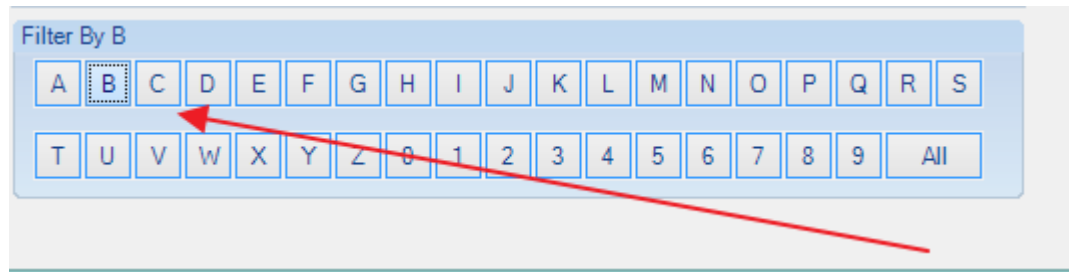 Filter By B
A B C D E F G H I J K L M N O P Q R S
T U V W X Y Z 0 1 2 3 4 5 6 7 8 9 All